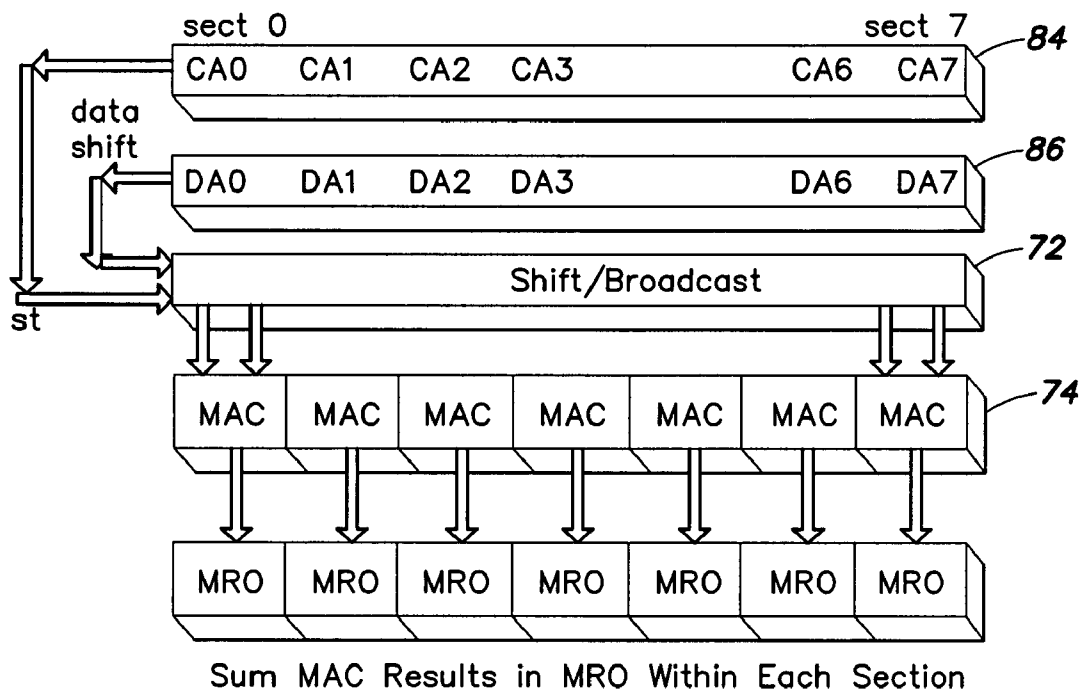 sect 0 sect 7
CA0 CA1 CA2 CA3 CA6 CA7 84
data
shift
DA0 DA1 DA2 DA3 DA6 DA7 86
72
Shift/Broadcast
st
MAC MAC MAC MAC MAC MAC MAC 74
MRO MRO MRO MRO MRO MRO MRO
Sum MAC Results in MRO Within Each Section